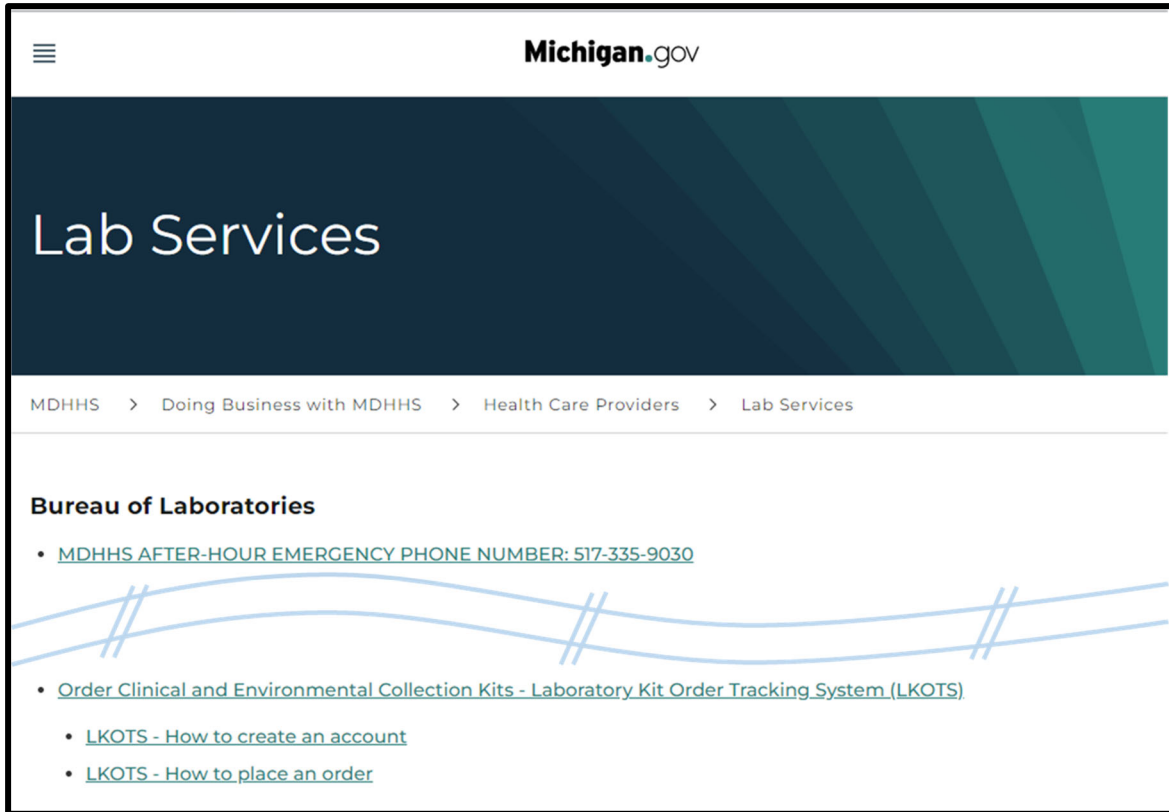 Michigan.gov
Lab Services
MDHHS > Doing Business with MDHHS > Health Care Providers > Lab Services
Bureau of Laboratories
• MDHHS AFTER-HOUR EMERGENCY PHONE NUMBER: 517-335-9030
• Order Clinical and Environmental Collection Kits - Laboratory Kit Order Tracking System (LKOTS)
• LKOTS - How to create an account
• LKOTS - How to place an order